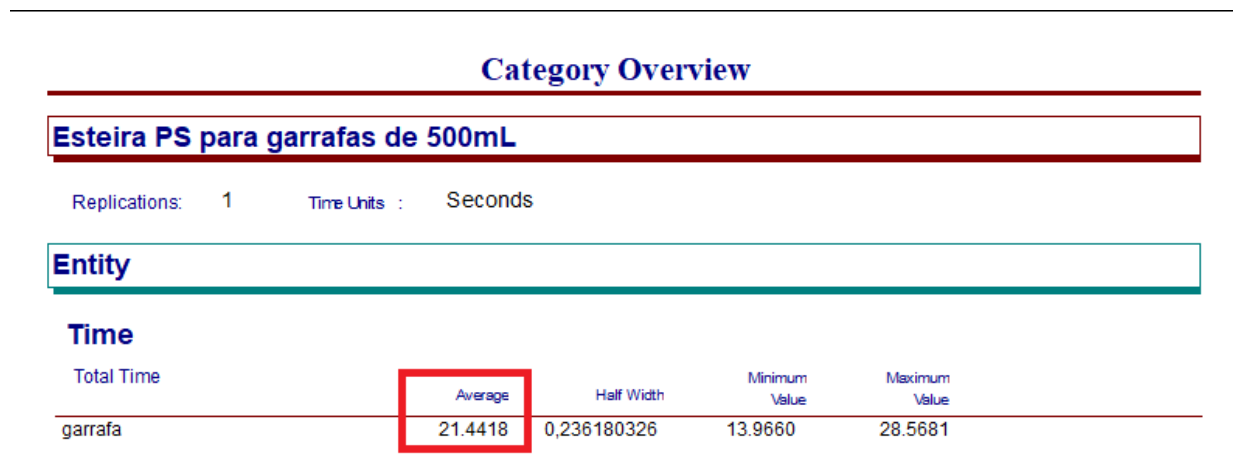 Category Overview
Esteira PS para garrafas de 500mL
Replications: 1 Time Units : Seconds
Entity
Time
Total Time
Average Half Width Minimum Value Maximum Value
garrafa 21.4418 0,236180326 13.9660 28.5681